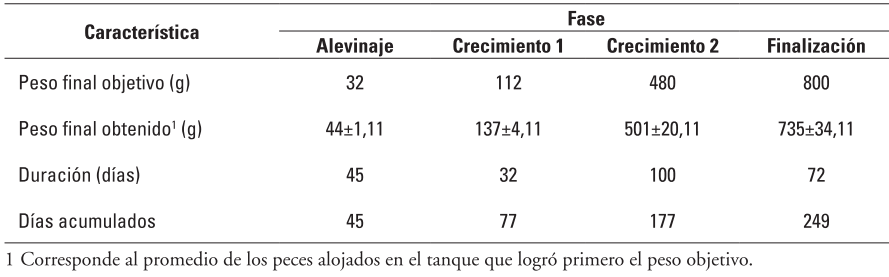 Característica Fase
Alevinaje Crecimiento 1 Crecimiento 2 Finalización
Peso final objetivo (g) 32 112 480 800
Peso final obtenido¹ (g) 44±1,11 137±4,11 501±20,11 735±34,11
Duración (días) 45 32 100 72
Días acumulados 45 77 177 249
1 Corresponde al promedio de los peces alojados en el tanque que logró primero el peso objetivo.